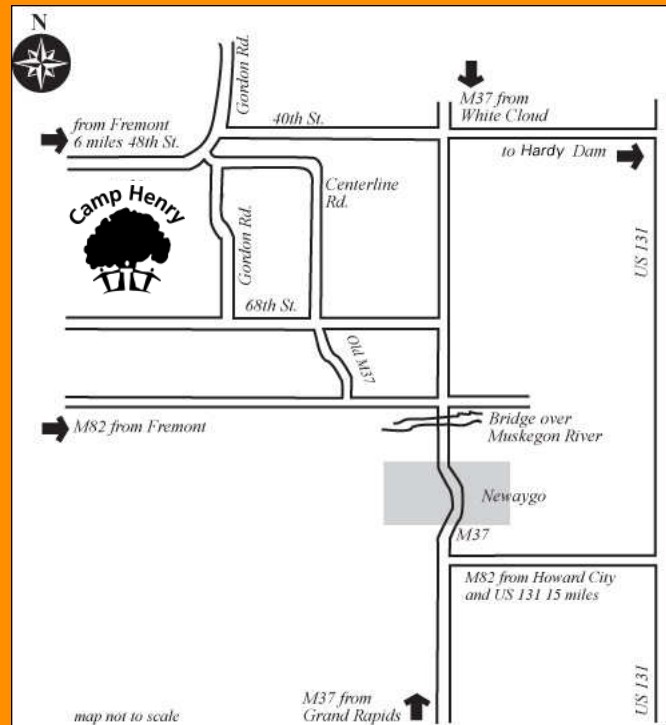 N
Gordon Rd.
M37 from
White Cloud
40th St.
from Fremont
6 miles 48th St.
to Hardy Dam
Camp Henry
Centerline
Rd.
Gordon Rd.
US 131
68th St.
Old M37
M82 from Fremont
Bridge over
Muskegon River
Newaygo
M37
M82 from Howard City
and US 131 15 miles
US 131
M37 from
Grand Rapids
map not to scale